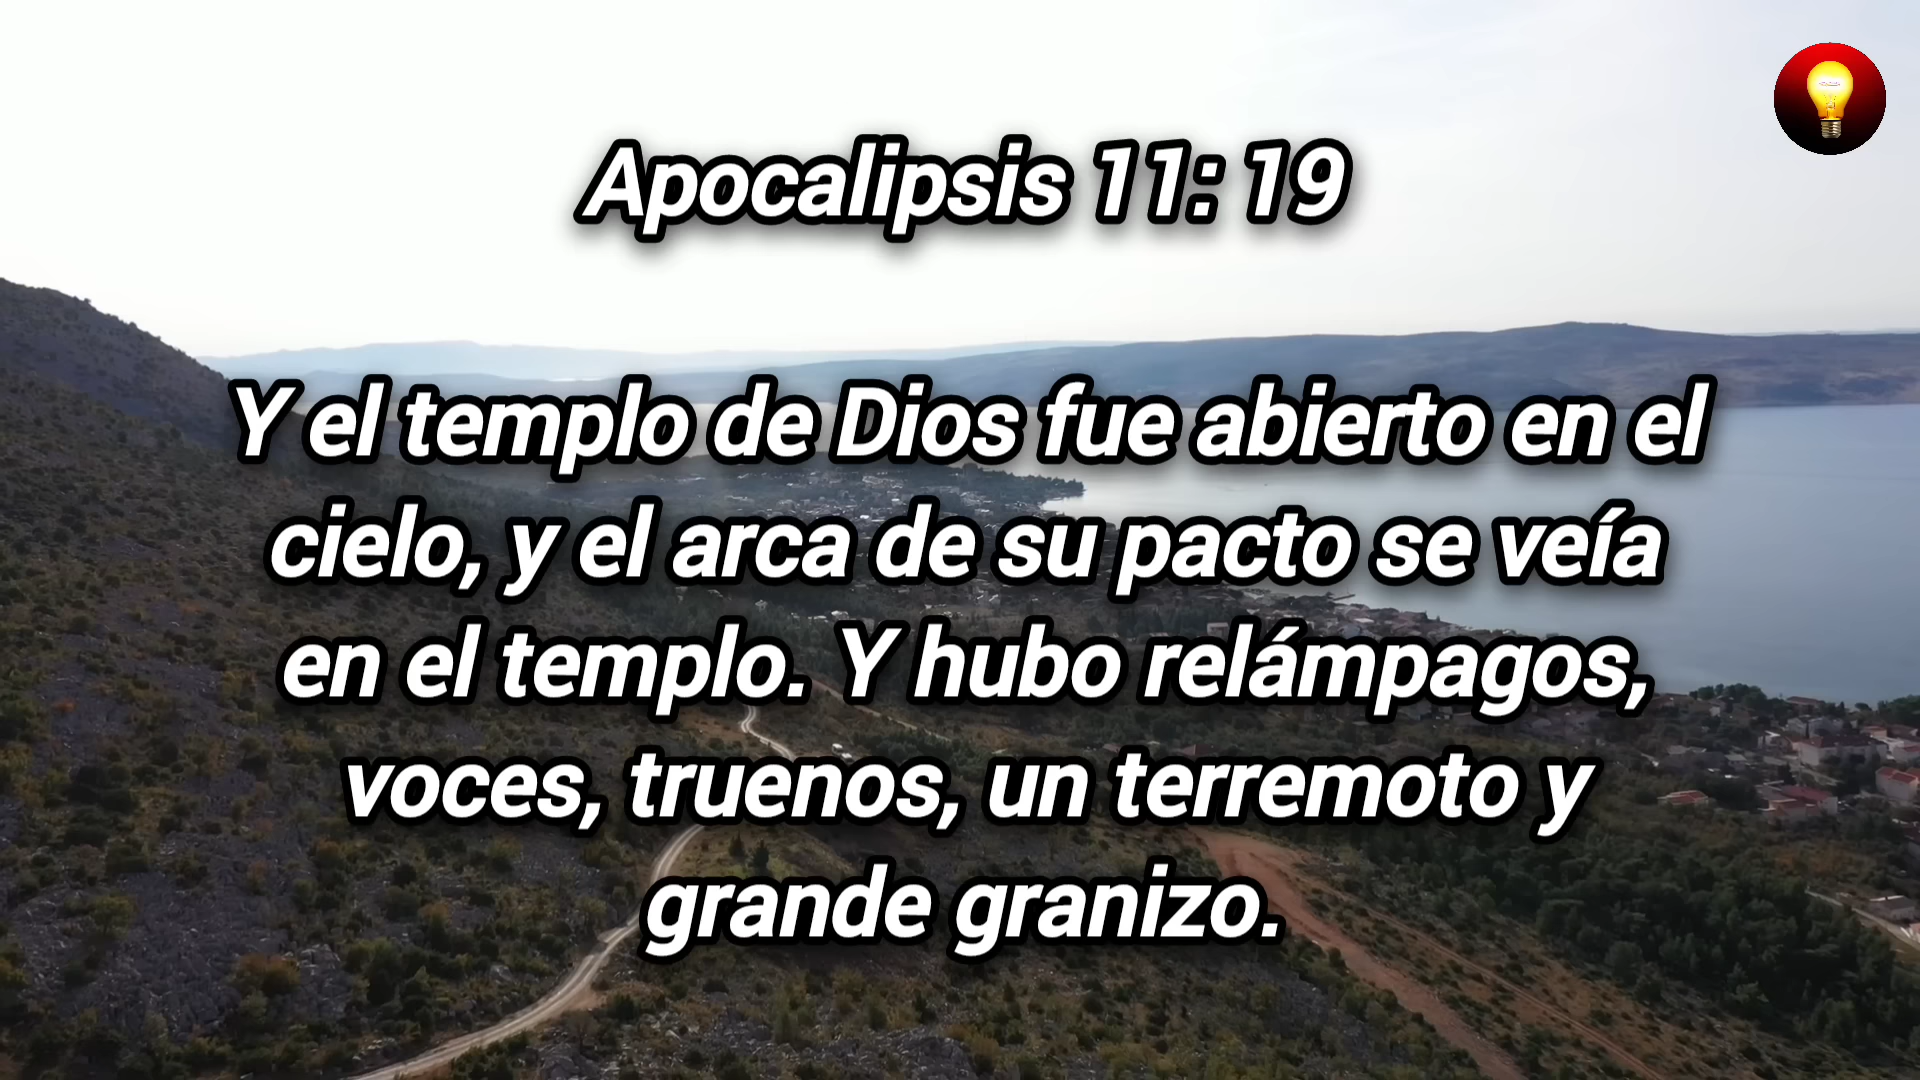 Apocalipsis 11: 19
Y el templo de Dios fue abierto en el
cielo, y el arca de su pacto se veía
en el templo. Y hubo relámpagos,
voces, truenos, un terremoto y
grande granizo.